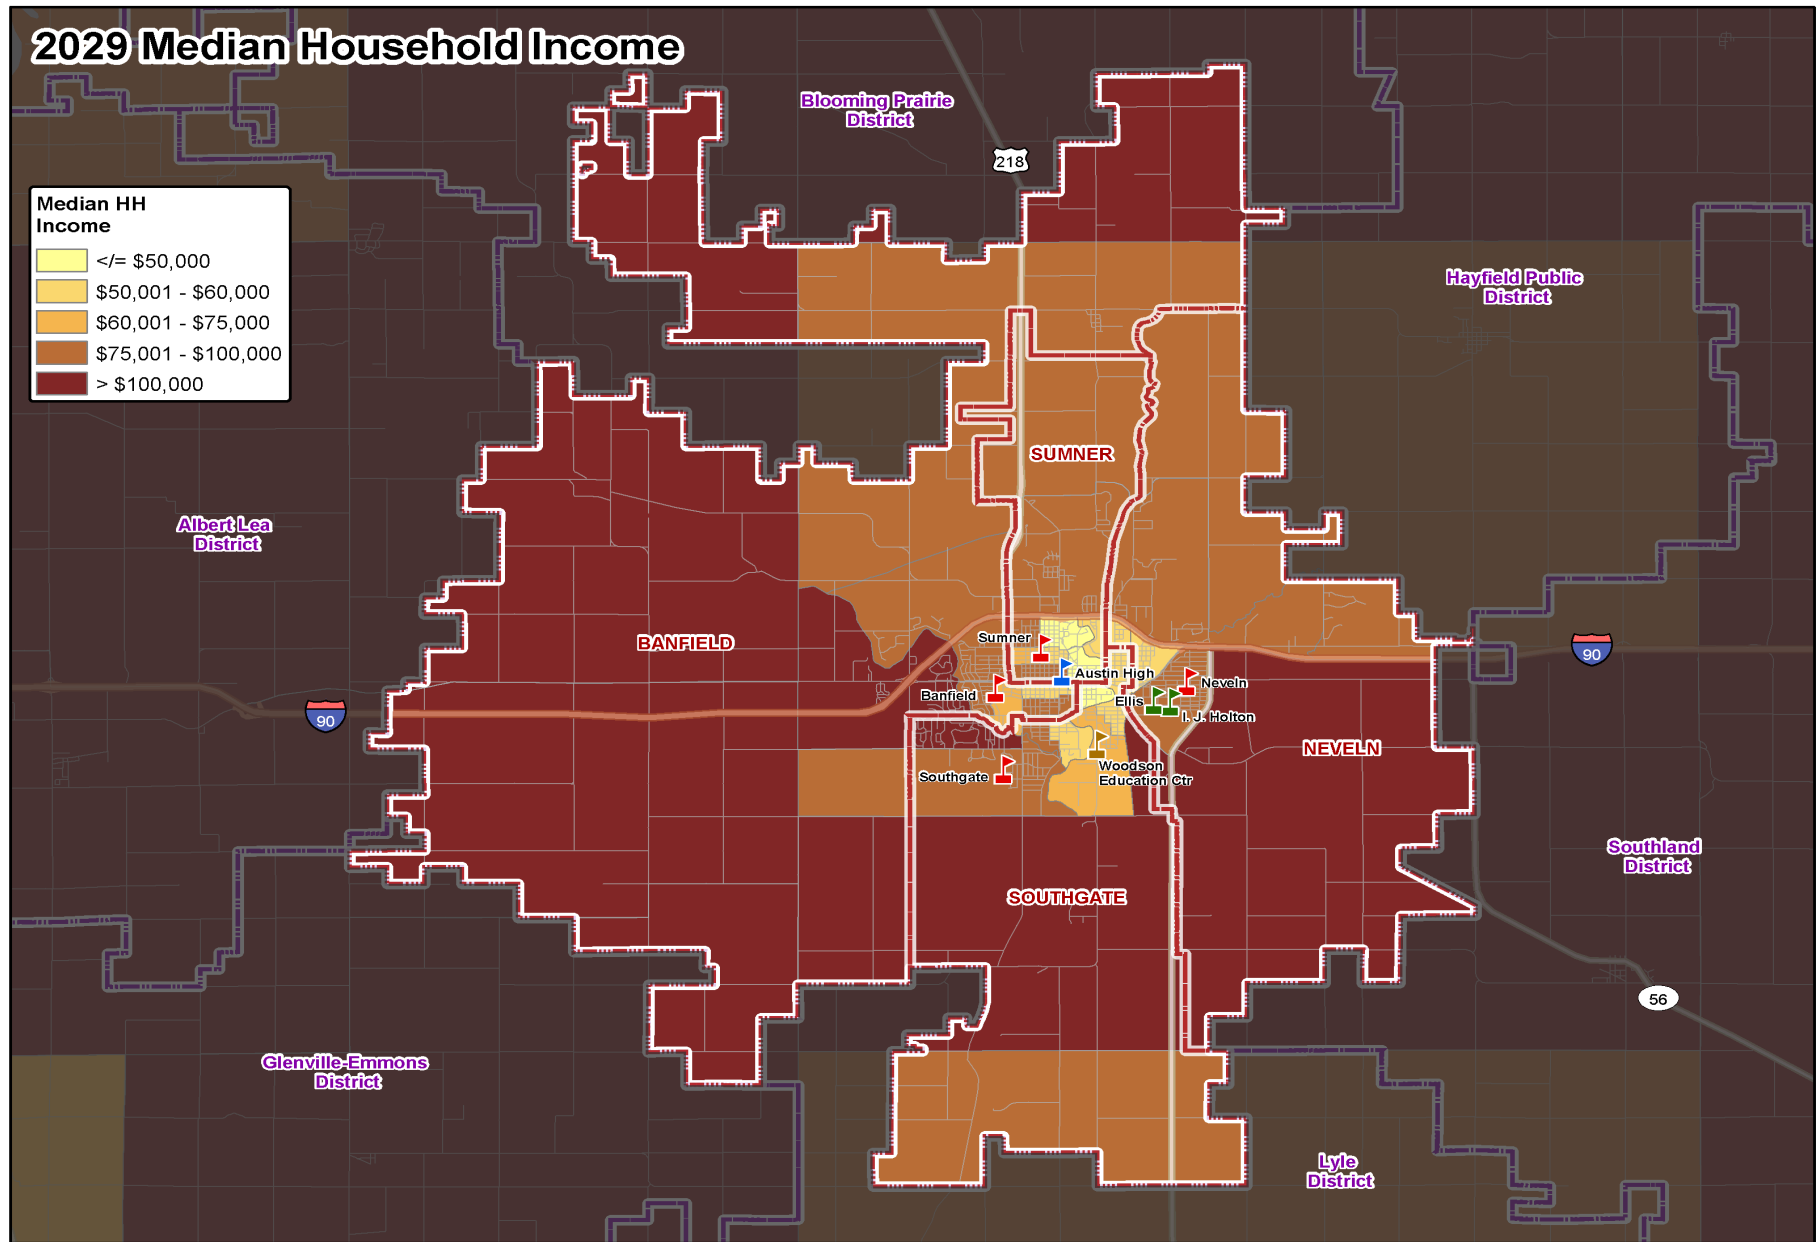 2029 Median Household Income
Blooming Prairie
District
218
Median HH
Income
</= $50,000
$50,001 - $60,000
$60,001 - $75,000
$75,001 - $100,000
> $100,000
Hayfield Public
District
SUMNER
Albert Lea
District
BANFIELD
Sumner
90
Austin High
Neveln
Banfield
Ellis
I. J. Holton
90
NEVELN
Woodson
Education Ctr
Southgate
Southland
District
SOUTHGATE
56
Glenville-Emmons
District
Lyle
District